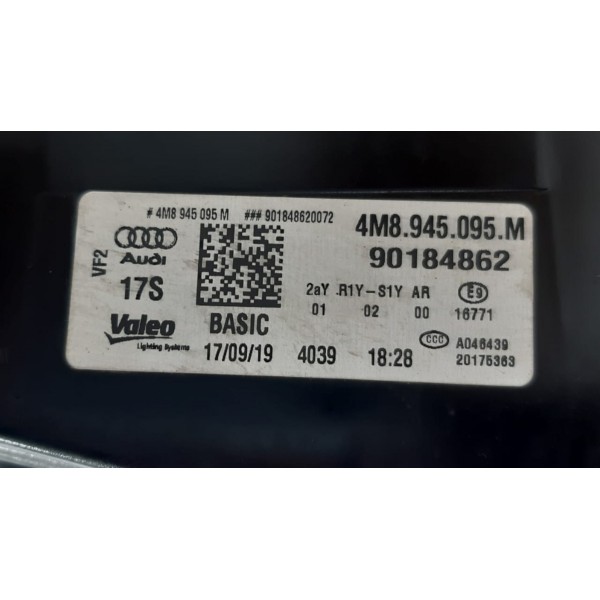 # 4M8 945 095 M ### 901848620072
4M8.945.095.M
90184862
VF2
Audi
17S
2aY .R1Y-S1Y AR E9
01 02 00 16771
Valeo
Lighting Systems
BASIC
CCC A046439
17/09/19 4039 18:28 20175363